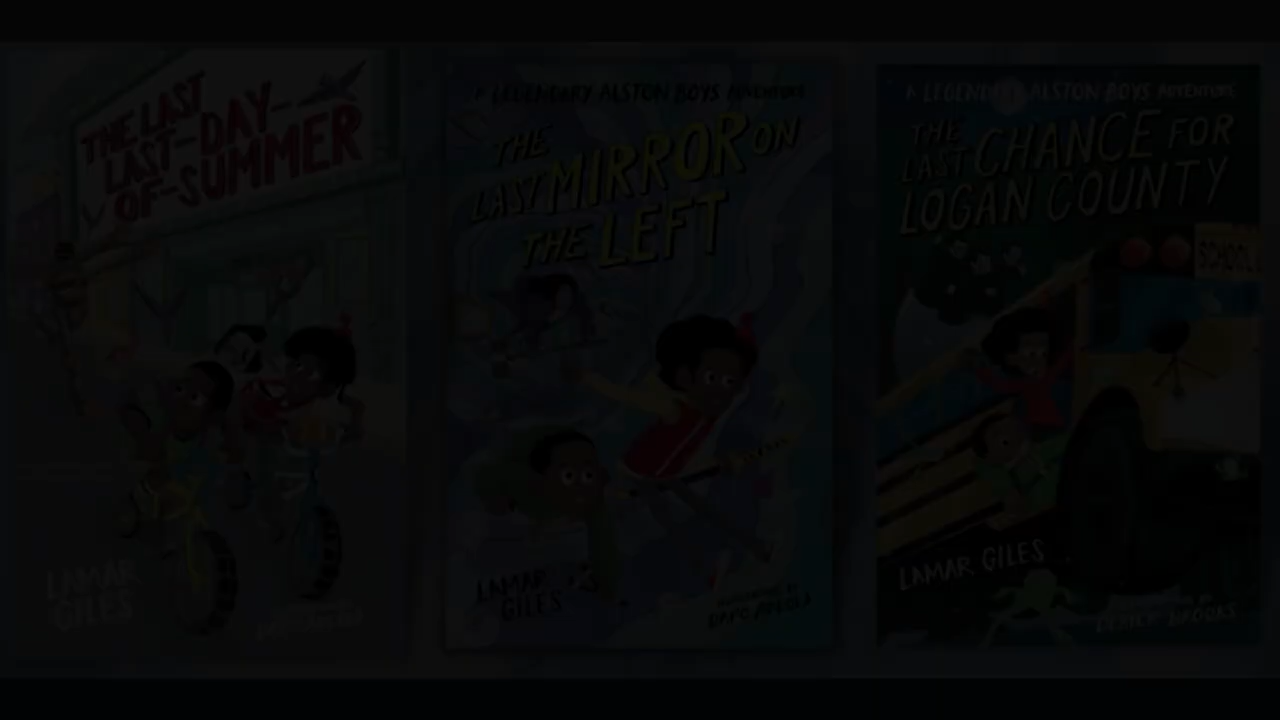 THE LAST
LAST-DAY-
OF-SUMMER
LAMAR
GILES
A LEGENDARY ALSTON BOYS ADVENTURE
THE
LAST MIRROR ON
THE LEFT
LAMAR
GILES
A LEGENDARY ALSTON BOYS ADVENTURE
THE
LAST CHANCE FOR
LOGAN COUNTY
SCHOOL
LAMAR GILES